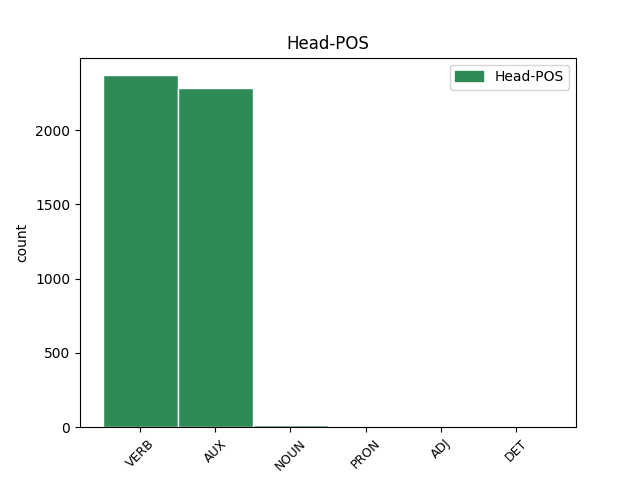 Head-POS
Head-POS
2000
1500
1000
500
0
count
VERB AUX NOUN PRON ADJ DET